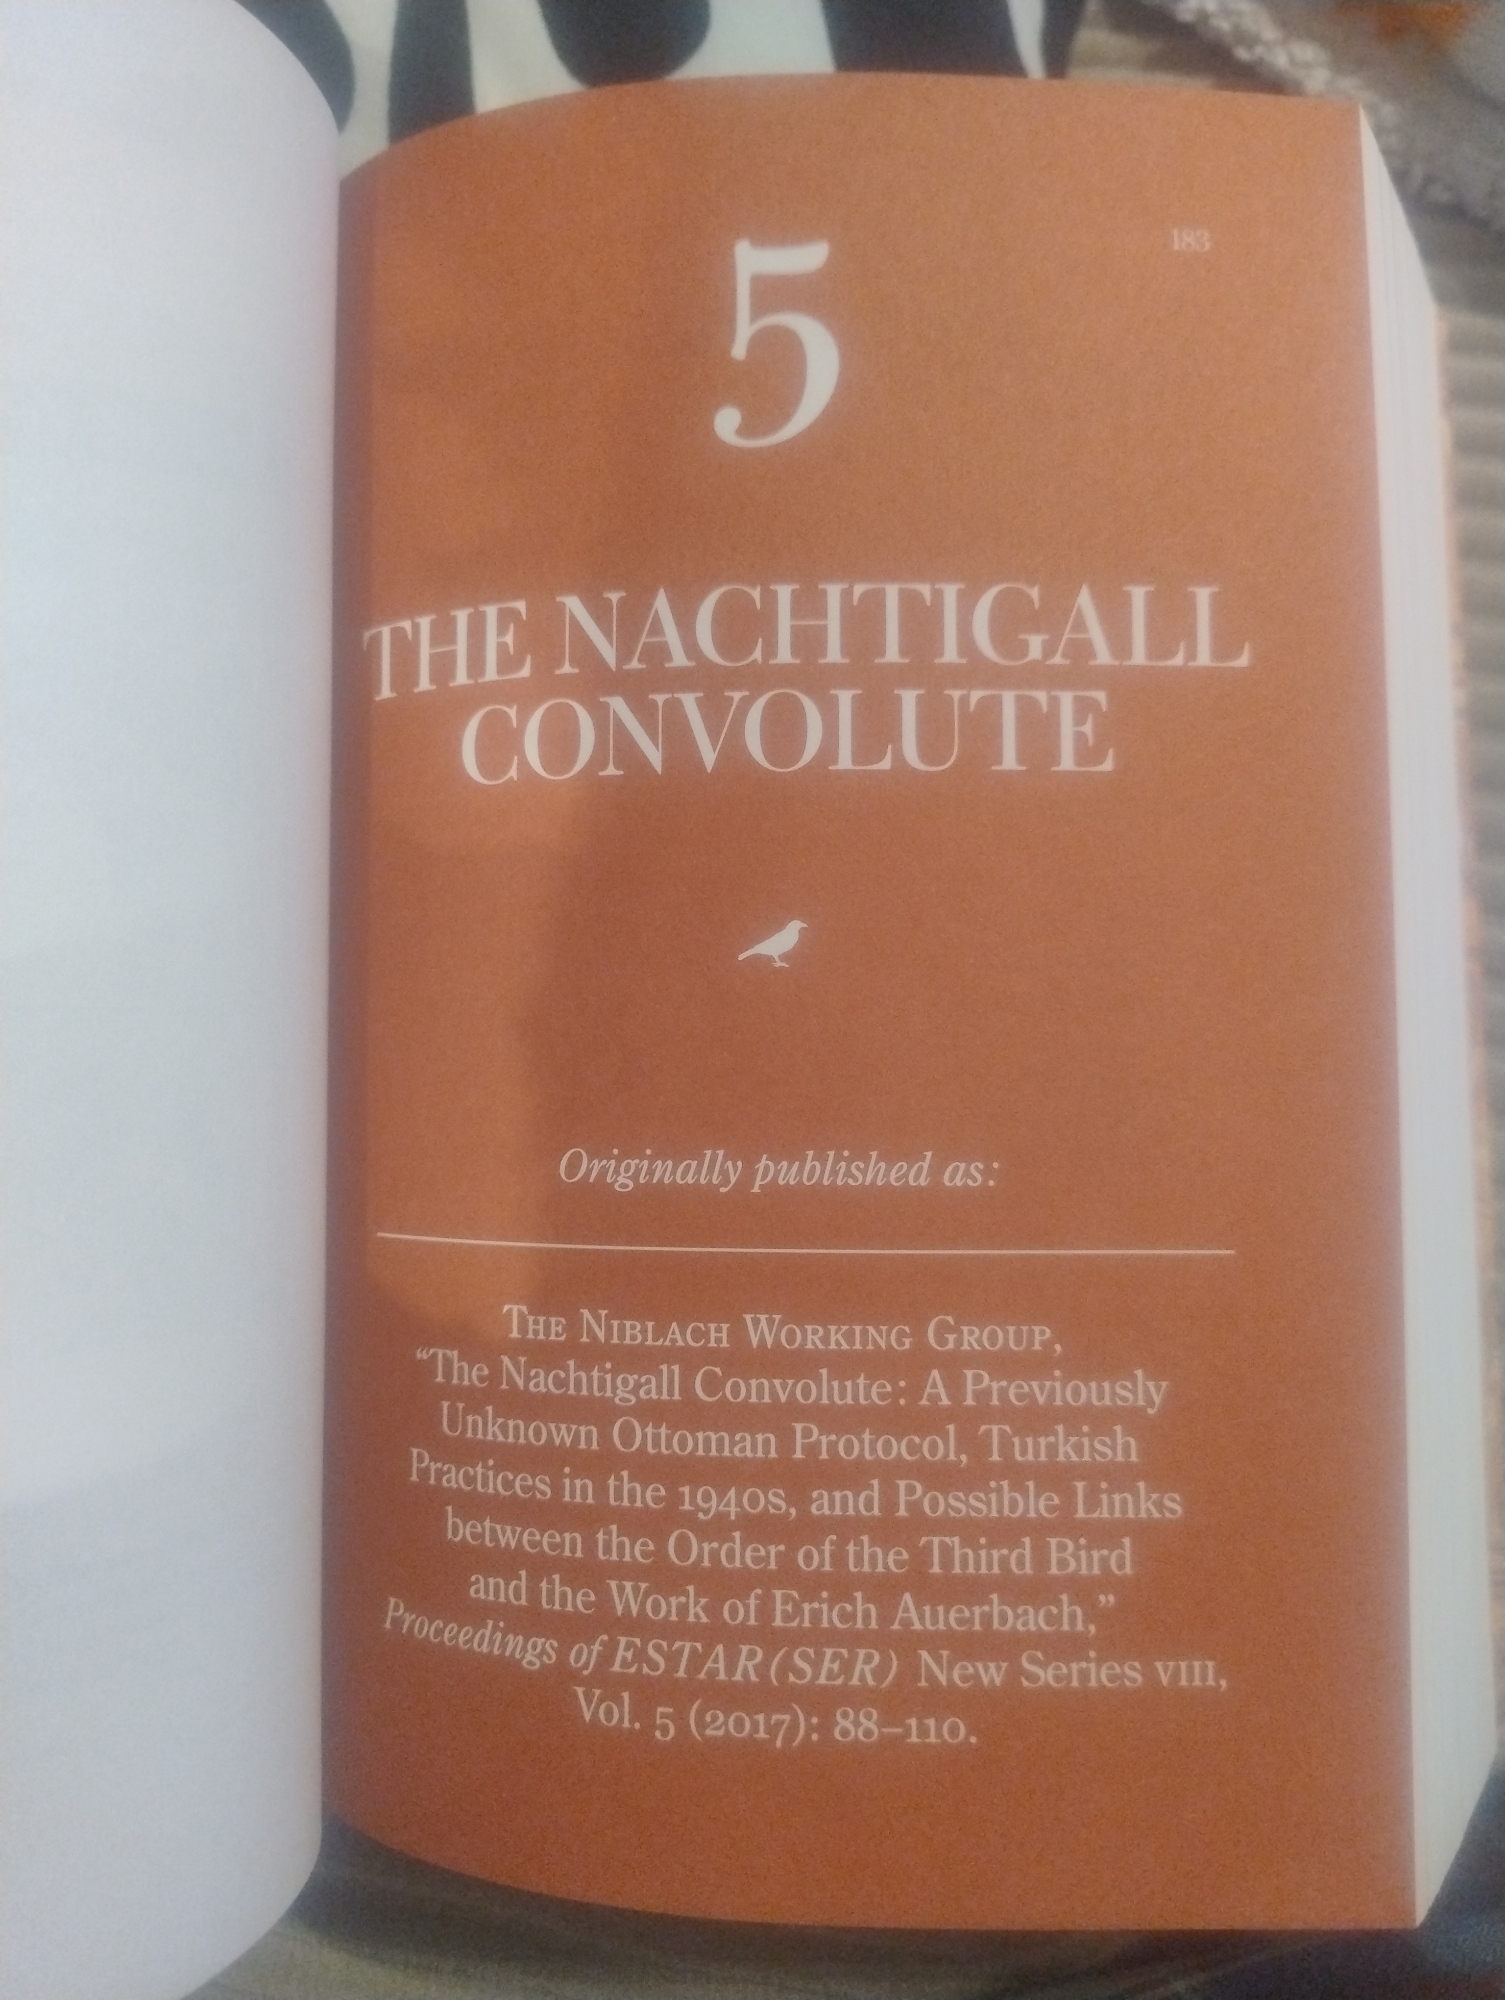 183
5
THE NACHTIGALL
CONVOLUTE
Originally published as:
THE NIBLACH WORKING GROUP,
“The Nachtigall Convolute: A Previously
Unknown Ottoman Protocol, Turkish
Practices in the 1940s, and Possible Links
between the Order of the Third Bird
and the Work of Erich Auerbach,”
Proceedings of ESTAR(SER) New Series VIII,
Vol. 5 (2017): 88–110.